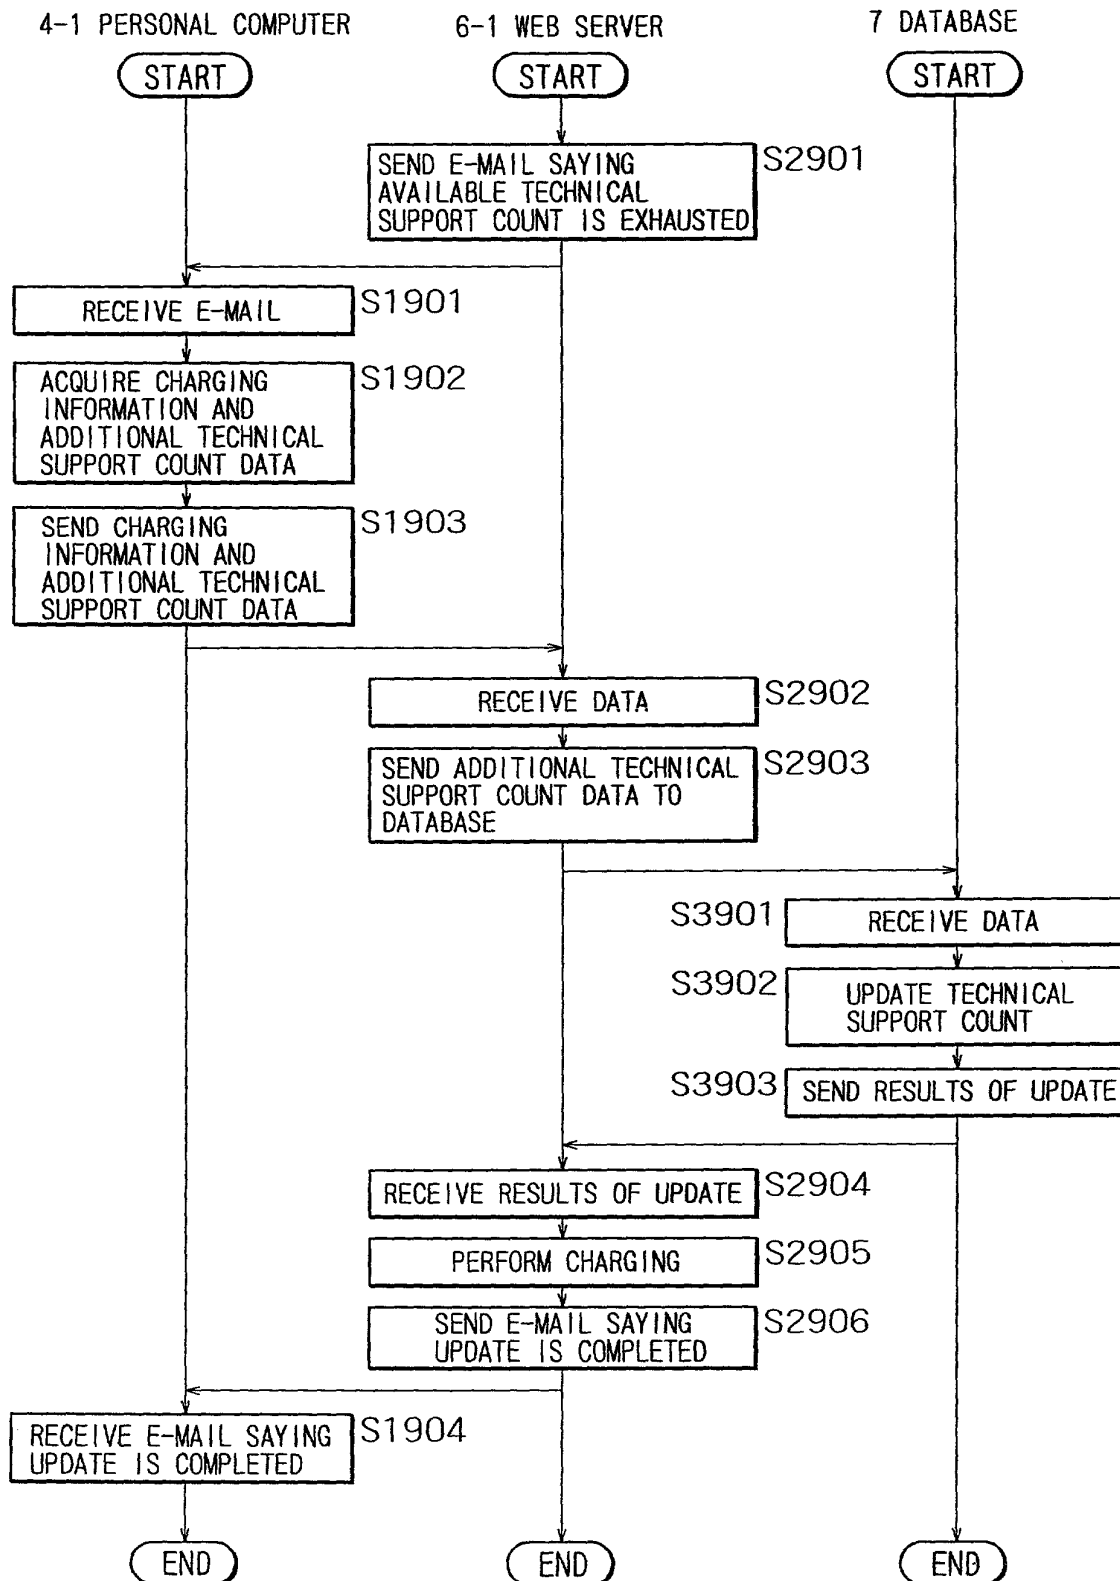 4-1 PERSONAL COMPUTER
6-1 WEB SERVER
7 DATABASE
START
START
START
SEND E-MAIL SAYING
AVAILABLE TECHNICAL
SUPPORT COUNT IS EXHAUSTED
S2901
RECEIVE E-MAIL
S1901
ACQUIRE CHARGING
INFORMATION AND
ADDITIONAL TECHNICAL
SUPPORT COUNT DATA
S1902
SEND CHARGING
INFORMATION AND
ADDITIONAL TECHNICAL
SUPPORT COUNT DATA
S1903
RECEIVE DATA
S2902
SEND ADDITIONAL TECHNICAL
SUPPORT COUNT DATA TO
DATABASE
S2903
S3901
RECEIVE DATA
S3902
UPDATE TECHNICAL
SUPPORT COUNT
S3903
SEND RESULTS OF UPDATE
RECEIVE RESULTS OF UPDATE
S2904
PERFORM CHARGING
S2905
SEND E-MAIL SAYING
UPDATE IS COMPLETED
S2906
RECEIVE E-MAIL SAYING
UPDATE IS COMPLETED
S1904
END
END
END